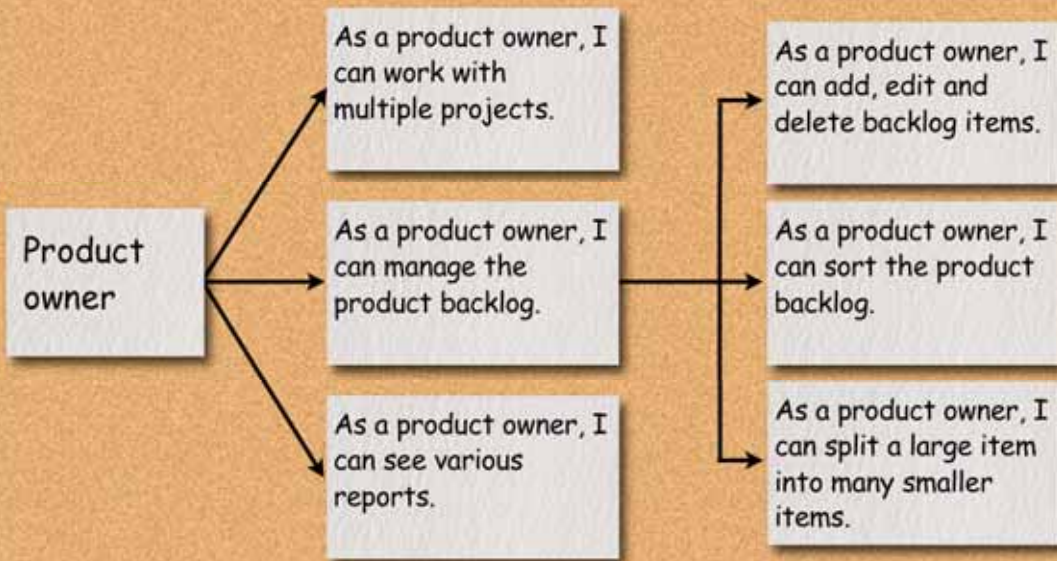 Product
owner
As a product owner, I
can work with
multiple projects.
As a product owner, I
can manage the
product backlog.
As a product owner, I
can see various
reports.
As a product owner, I
can add, edit and
delete backlog items.
As a product owner, I
can sort the product
backlog.
As a product owner, I
can split a large item
into many smaller
items.